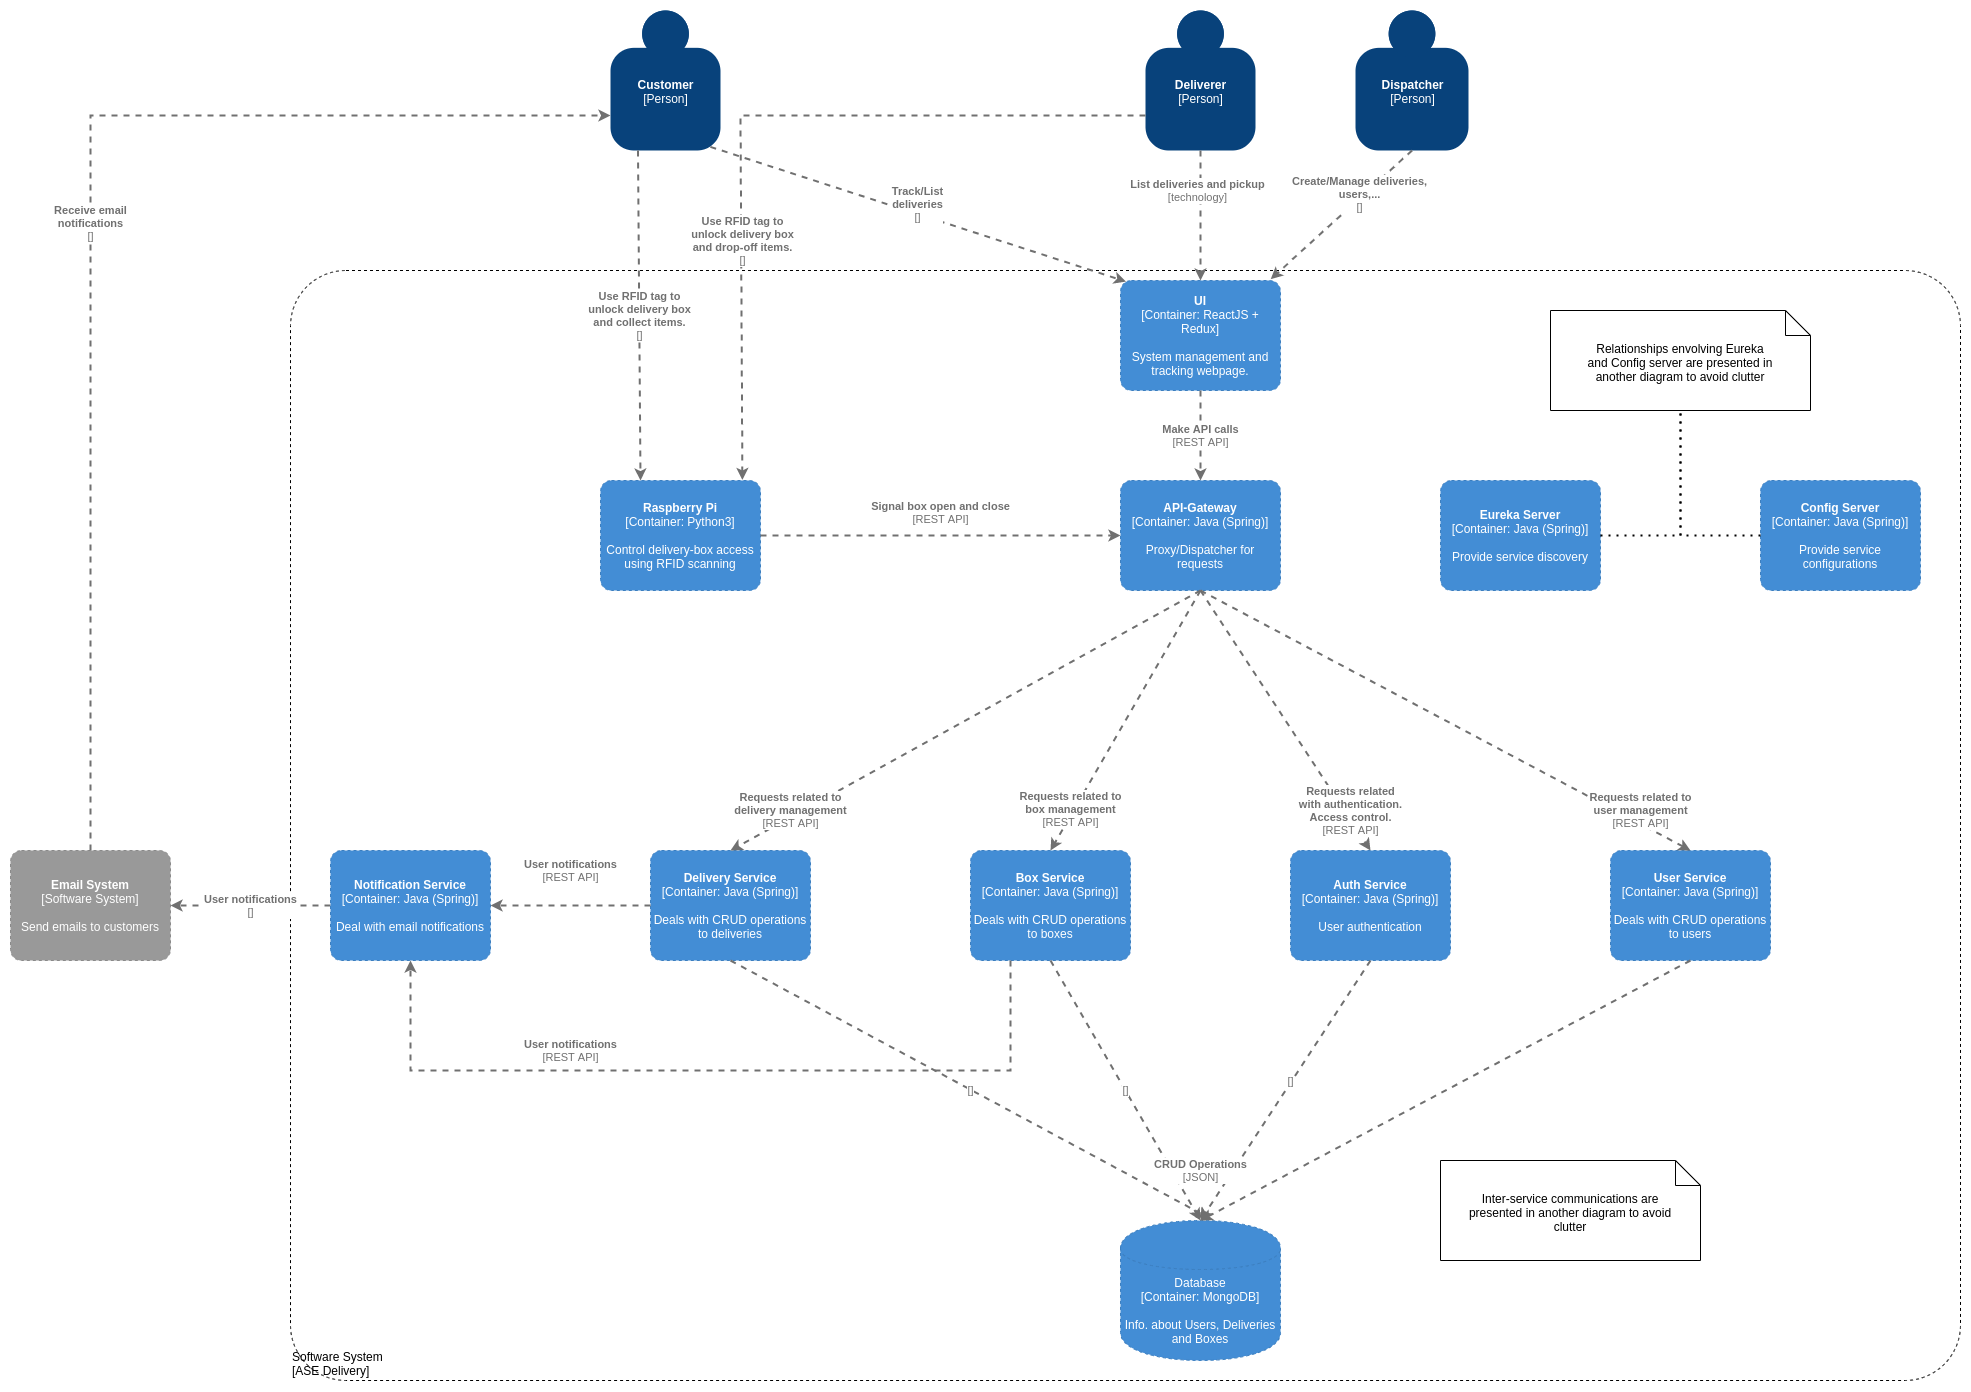 Customer
[Person]
Deliverer
[Person]
Dispatcher
[Person]
Receive email
notifications
[]
Track/List
deliveries
[]
List deliveries and pickup
[technology]
Create/Manage deliveries,
users,...
[]
Use RFID tag to
unlock delivery box
and drop-off items.
[]
Use RFID tag to
unlock delivery box
and collect items.
[]
UI
[Container: ReactJS +
Redux]
System management and
tracking webpage.
Relationships envolving Eureka
and Config server are presented in
another diagram to avoid clutter
Make API calls
[REST API]
Raspberry Pi
[Container: Python3]
Control delivery-box access
using RFID scanning
Signal box open and close
[REST API]
API-Gateway
[Container: Java (Spring)]
Proxy/Dispatcher for
requests
Eureka Server
[Container: Java (Spring)]
Provide service discovery
Config Server
[Container: Java (Spring)]
Provide service
configurations
Requests related to
delivery management
[REST API]
Requests related to
box management
[REST API]
Requests related
with authentication.
Access control.
[REST API]
Requests related to
user management
[REST API]
Email System
[Software System]
Send emails to customers
User notifications
[]
Notification Service
[Container: Java (Spring)]
Deal with email notifications
User notifications
[REST API]
Delivery Service
[Container: Java (Spring)]
Deals with CRUD operations
to deliveries
Box Service
[Container: Java (Spring)]
Deals with CRUD operations
to boxes
Auth Service
[Container: Java (Spring)]
User authentication
User Service
[Container: Java (Spring)]
Deals with CRUD operations
to users
User notifications
[REST API]
[]
[]
[]
CRUD Operations
[JSON]
Inter-service communications are
presented in another diagram to avoid
clutter
Database
[Container: MongoDB]
Info. about Users, Deliveries
and Boxes
Software System
[ASE Delivery]